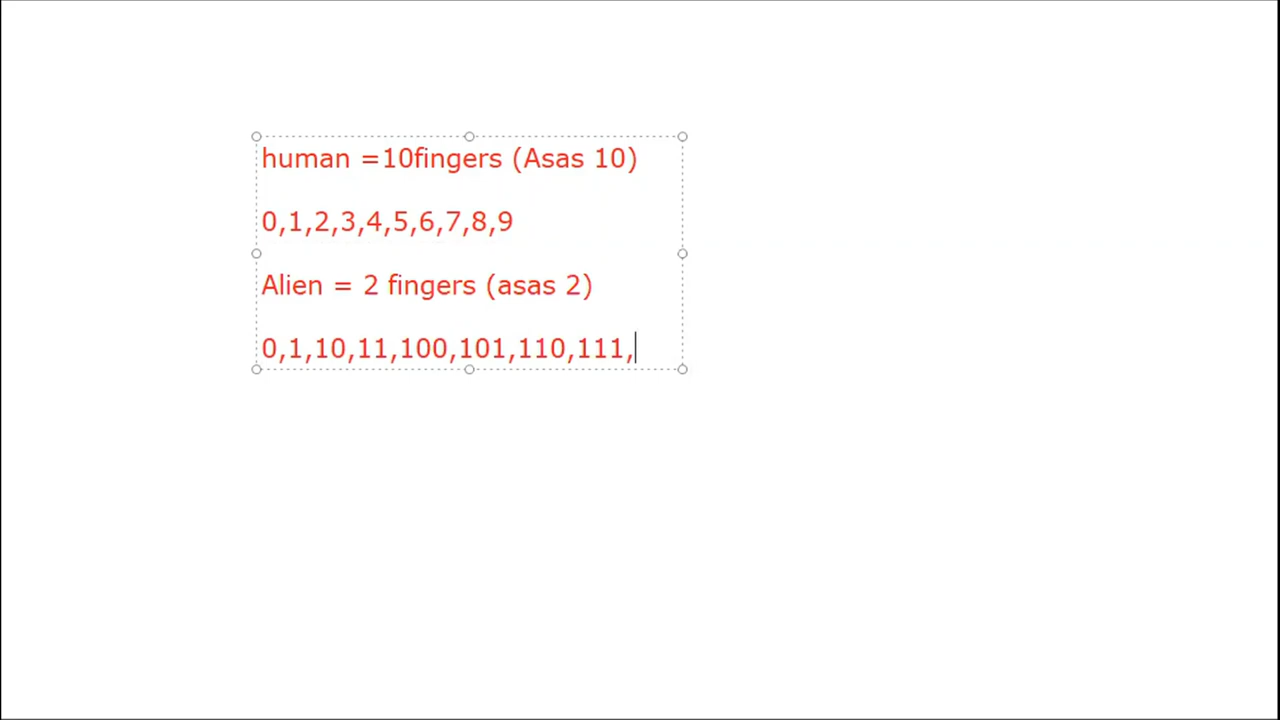 human =10fingers (Asas 10)
0,1,2,3,4,5,6,7,8,9
Alien = 2 fingers (asas 2)
0,1,10,11,100,101,110,111,